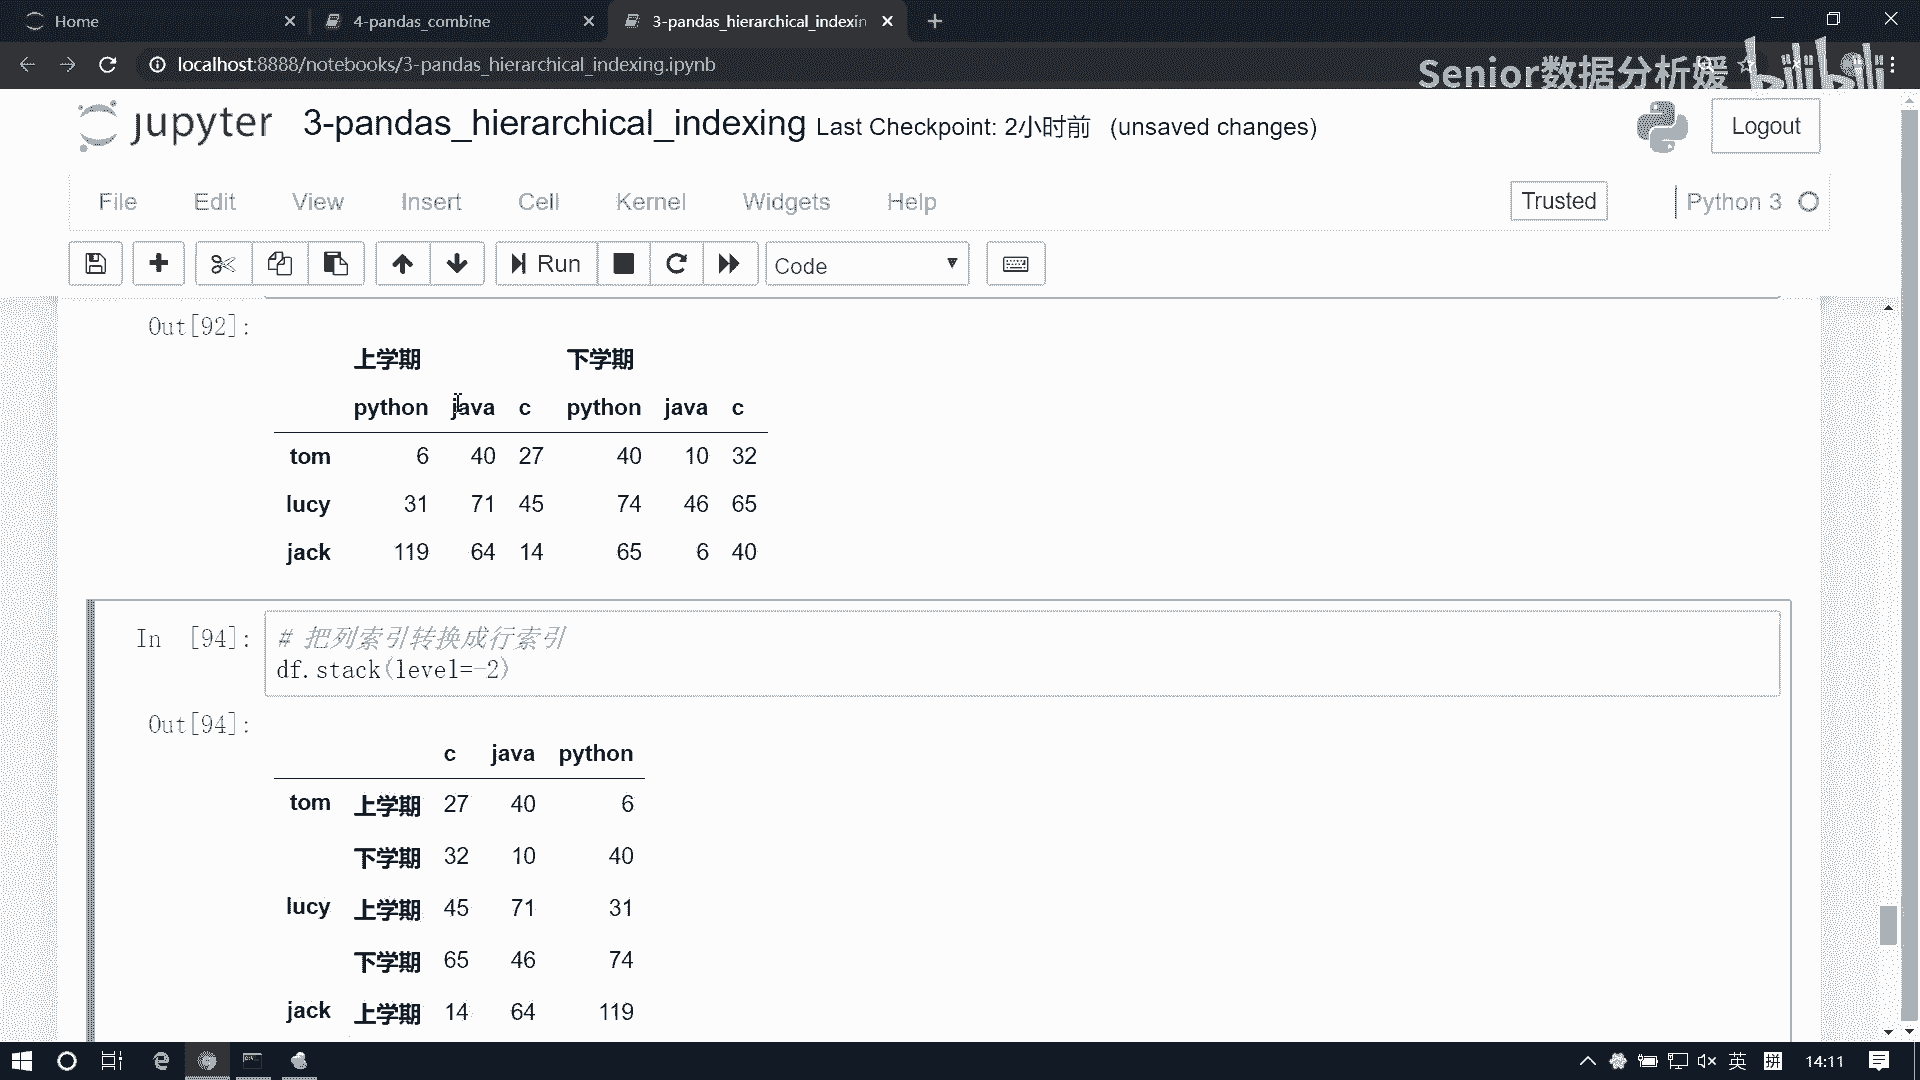 Home
4-pandas_combine
3-pandas_hierarchical_indexin
localhost:8888/notebooks/3-pandas_hierarchical_indexing.ipynb
Senior数据分析媛 bilibili
jupyter 3-pandas_hierarchical_indexing Last Checkpoint: 2小时前 (unsaved changes)
Logout
File Edit View Insert Cell Kernel Widgets Help
Trusted
Python 3
Run
Code
Out[92]:
上学期 下学期
python java c python java c
tom 6 40 27 40 10 32
lucy 31 71 45 74 46 65
jack 119 64 14 65 6 40
In [94]:
# 把列索引转换成行索引
df.stack(level=-2)
Out[94]:
c java python
tom 上学期 27 40 6
下学期 32 10 40
lucy 上学期 45 71 31
下学期 65 46 74
jack 上学期 14 64 119
英 拼 14:11